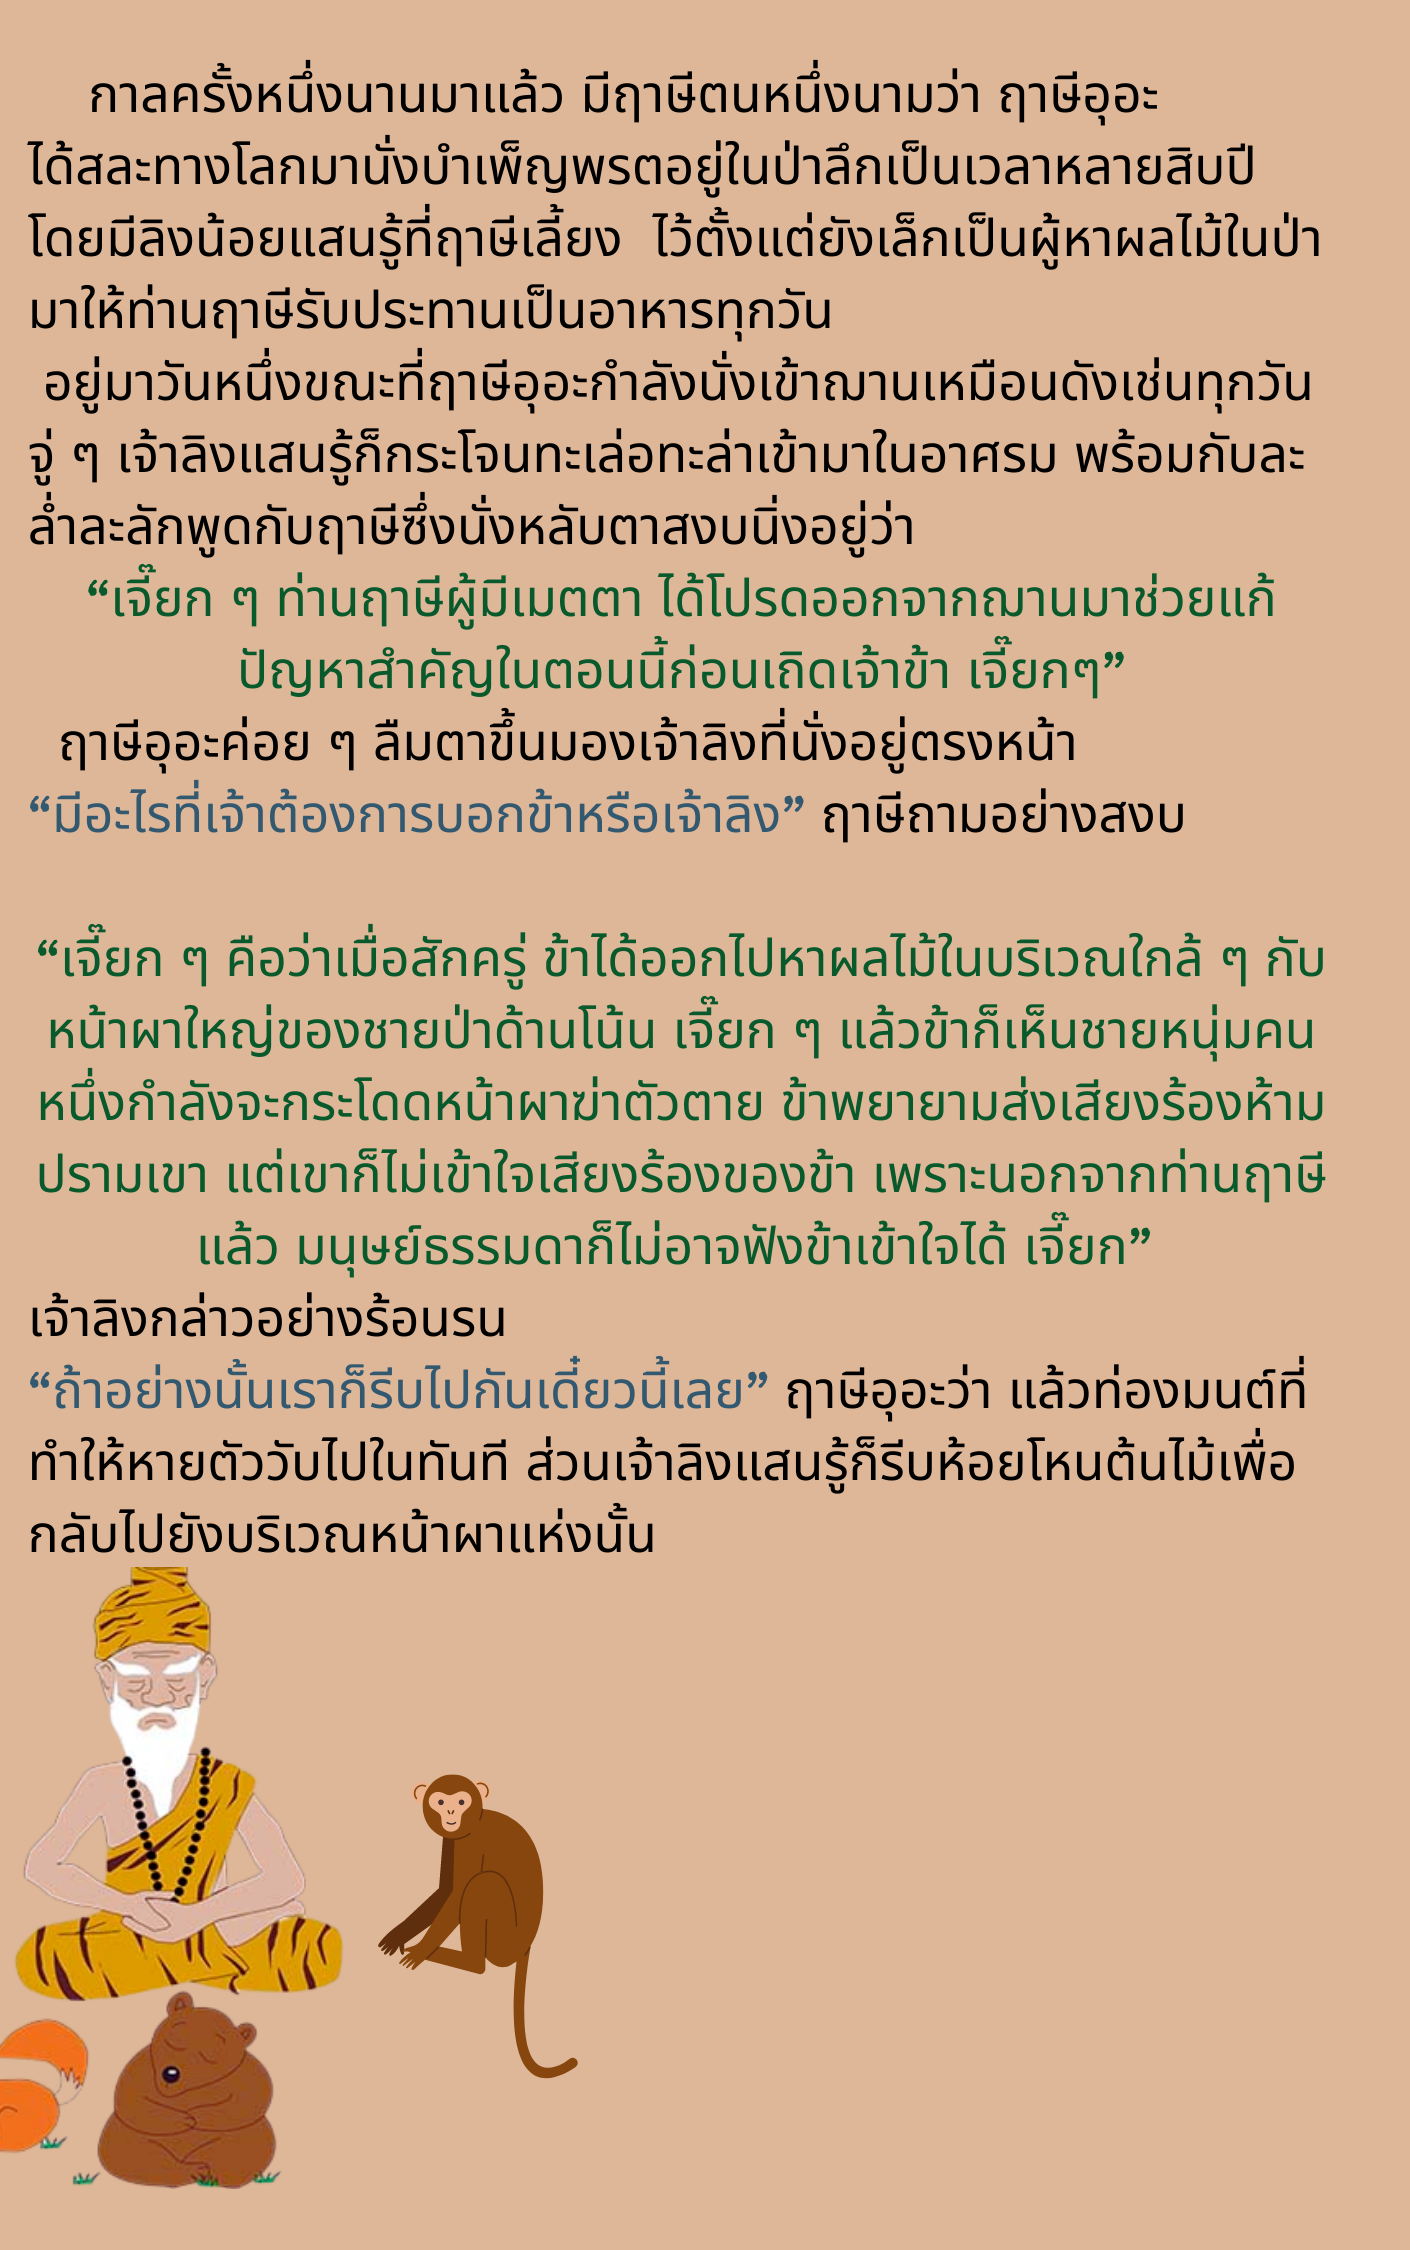 กาลครั้งหนึ่งนานมาแล้ว มีฤาษีตนหนึ่งนามว่า ฤาษีอุอะ
ได้สละทางโลกมานั่งบำเพ็ญพรตอยู่ในป่าลึกเป็นเวลาหลายสิบปี
โดยมีลิงน้อยแสนรู้ที่ฤาษีเลี้ยง ไว้ตั้งแต่ยังเล็กเป็นผู้หาผลไม้ในป่า
มาให้ท่านฤาษีรับประทานเป็นอาหารทุกวัน
อยู่มาวันหนึ่งขณะที่ฤาษีอุอะกำลังนั่งเข้าฌานเหมือนดังเช่นทุกวัน
จู่ ๆ เจ้าลิงแสนรู้ก็กระโจนทะเล่อทะล่าเข้ามาในอาศรม พร้อมกับละ
ล่ำละลักพูดกับฤาษีซึ่งนั่งหลับตาสงบนิ่งอยู่ว่า
“เจี๊ยก ๆ ท่านฤาษีผู้มีเมตตา ได้โปรดออกจากฌานมาช่วยแก้
ปัญหาสำคัญในตอนนี้ก่อนเถิดเจ้าข้า เจี๊ยกๆ”
ฤาษีอุอะค่อย ๆ ลืมตาขึ้นมองเจ้าลิงที่นั่งอยู่ตรงหน้า
“มีอะไรที่เจ้าต้องการบอกข้าหรือเจ้าลิง” ฤาษีถามอย่างสงบ
“เจี๊ยก ๆ คือว่าเมื่อสักครู่ ข้าได้ออกไปหาผลไม้ในบริเวณใกล้ ๆ กับ
หน้าผาใหญ่ของชายป่าด้านโน้น เจี๊ยก ๆ แล้วข้าก็เห็นชายหนุ่มคน
หนึ่งกำลังจะกระโดดหน้าผาฆ่าตัวตาย ข้าพยายามส่งเสียงร้องห้าม
ปรามเขา แต่เขาก็ไม่เข้าใจเสียงร้องของข้า เพราะนอกจากท่านฤาษี
แล้ว มนุษย์ธรรมดาก็ไม่อาจฟังข้าเข้าใจได้ เจี๊ยก”
เจ้าลิงกล่าวอย่างร้อนรน
“ถ้าอย่างนั้นเราก็รีบไปกันเดี๋ยวนี้เลย” ฤาษีอุอะว่า แล้วท่องมนต์ที่
ทำให้หายตัววับไปในทันที ส่วนเจ้าลิงแสนรู้ก็รีบห้อยโหนต้นไม้เพื่อ
กลับไปยังบริเวณหน้าผาแห่งนั้น